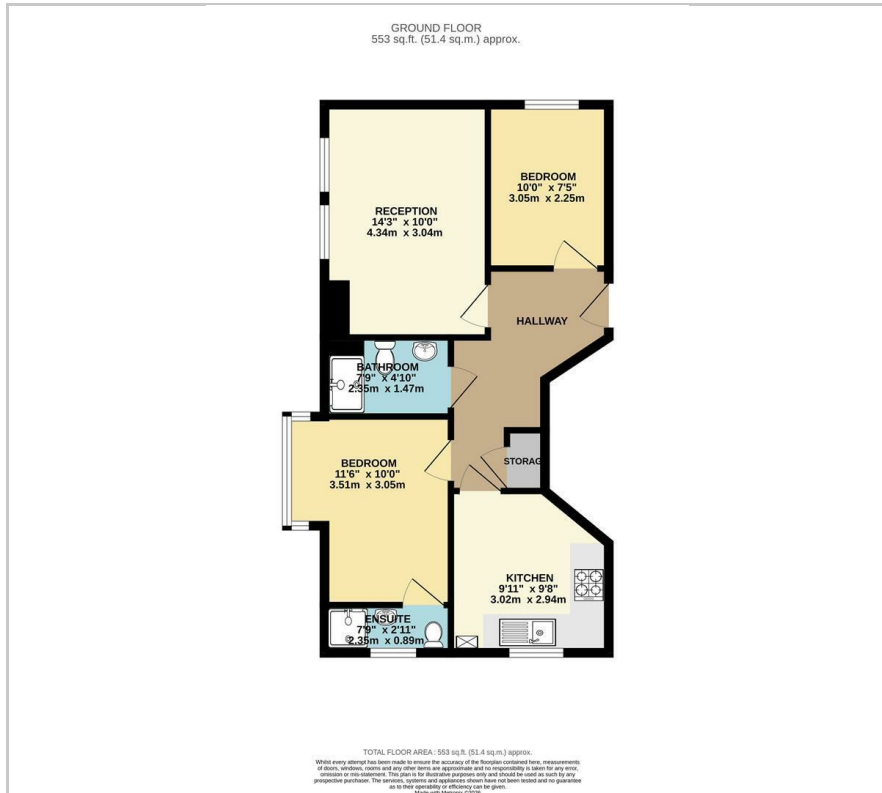 GROUND FLOOR
553 sq.ft. (51.4 sq.m.) approx.
BEDROOM
10'0" x 7'5"
3.05m x 2.25m
RECEPTION
14'3" x 10'0"
4.34m x 3.04m
HALLWAY
BATHROOM
7'9" x 4'10"
2.35m x 1.47m
BEDROOM
11'6" x 10'0"
3.51m x 3.05m
STORAG
KITCHEN
9'11" x 9'8"
3.02m x 2.94m
ENSUITE
7'9" x 2'11"
2.35m x 0.89m
TOTAL FLOOR AREA : 553 sq.ft. (51.4 sq.m.) approx.
Whilst every attempt has been made to ensure the accuracy of the floorplan contained here, measurements
of doors, windows, rooms and any other items are approximate and no responsibility is taken for any error,
omission or mis-statement. This plan is for illustrative purposes only and should be used as such by any
prospective purchaser. The services, systems and appliances shown have not been tested and no guarantee
as to their operability or efficiency can be given.
Made with Metropix ©2026